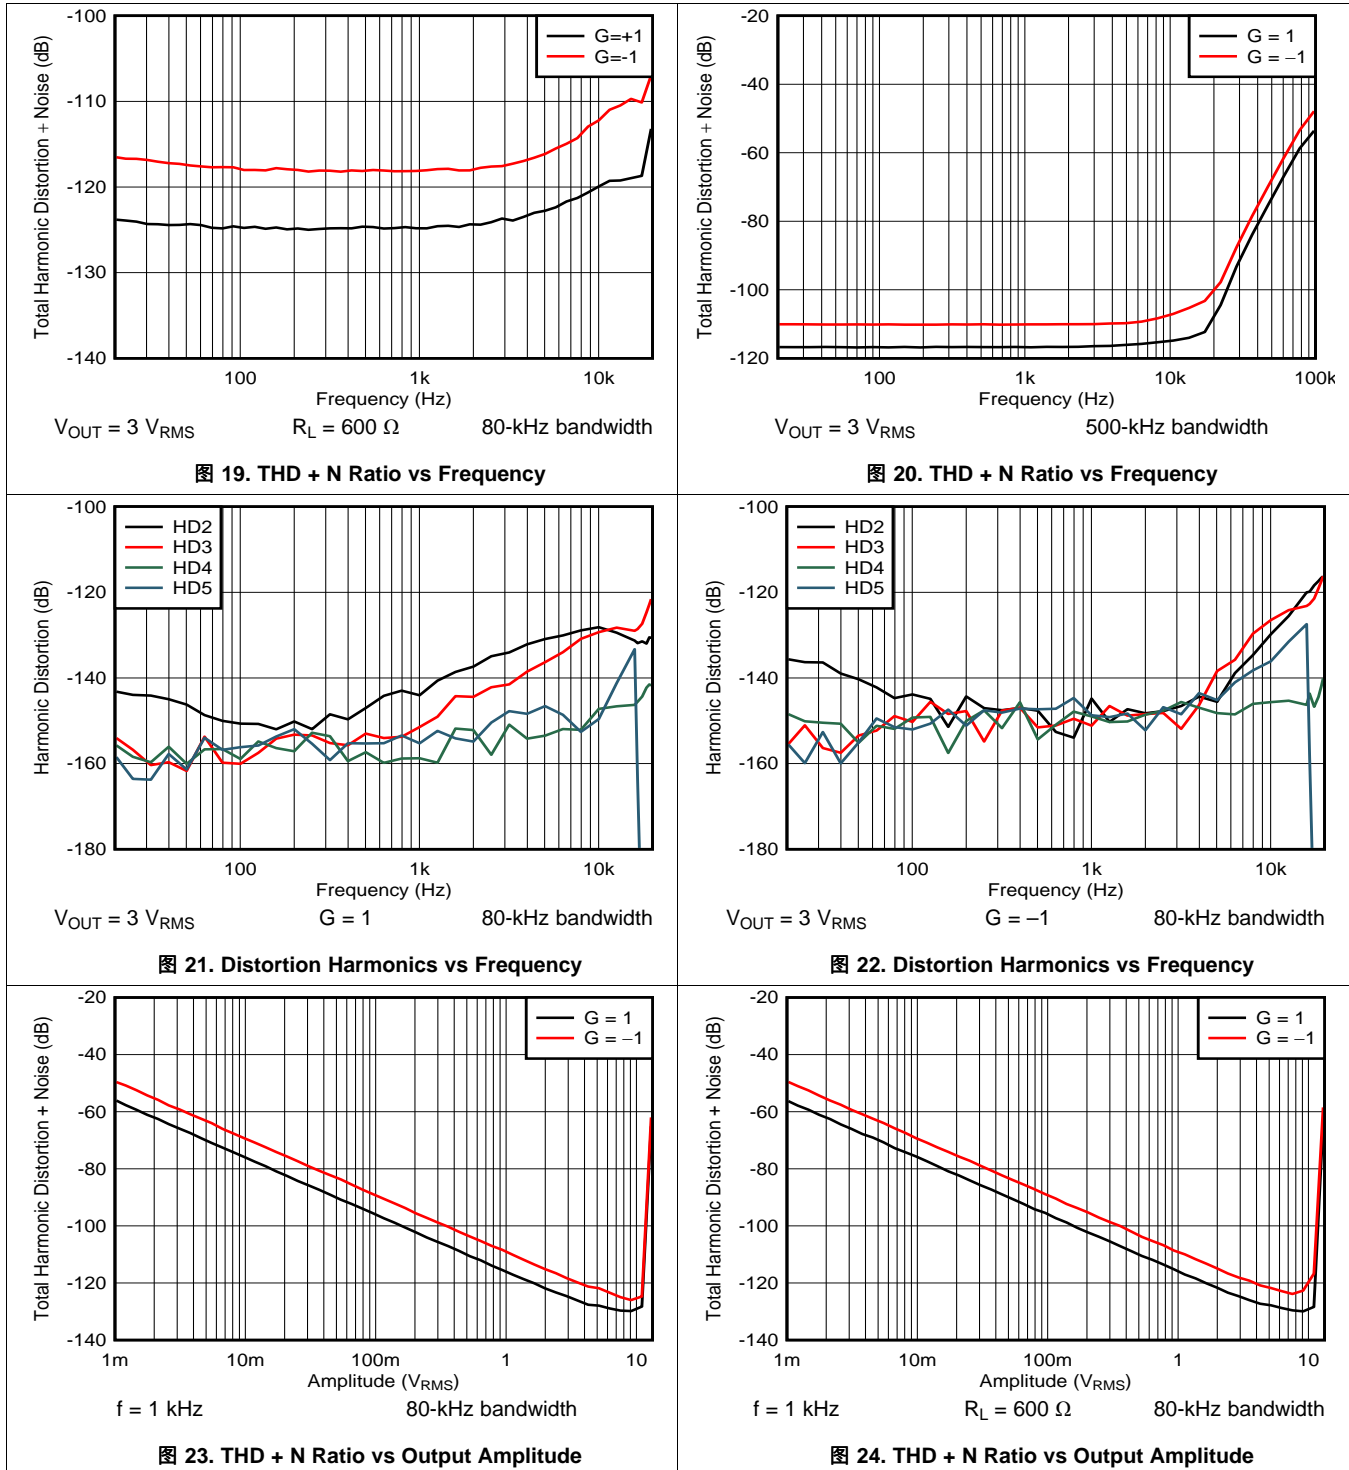 -100
-110
-120
-130
-140
Total Harmonic Distortion + Noise (dB)
G=+1
G=-1
100
1k
10k
Frequency (Hz)
VOUT = 3 VRMS
RL = 600 Ω
80-kHz bandwidth
图 19. THD + N Ratio vs Frequency
-20
-40
-60
-80
-100
-120
Total Harmonic Distortion + Noise (dB)
G = 1
G = −1
100
1k
10k
100k
Frequency (Hz)
VOUT = 3 VRMS
500-kHz bandwidth
图 20. THD + N Ratio vs Frequency
-100
-120
-140
-160
-180
Harmonic Distortion (dB)
HD2
HD3
HD4
HD5
100
1k
10k
Frequency (Hz)
VOUT = 3 VRMS
G = 1
80-kHz bandwidth
图 21. Distortion Harmonics vs Frequency
-100
-120
-140
-160
-180
Harmonic Distortion (dB)
HD2
HD3
HD4
HD5
100
1k
10k
Frequency (Hz)
VOUT = 3 VRMS
G = −1
80-kHz bandwidth
图 22. Distortion Harmonics vs Frequency
-20
-40
-60
-80
-100
-120
-140
Total Harmonic Distortion + Noise (dB)
G = 1
G = −1
1m
10m
100m
1
10
Amplitude (VRMS)
f = 1 kHz
80-kHz bandwidth
图 23. THD + N Ratio vs Output Amplitude
-20
-40
-60
-80
-100
-120
-140
Total Harmonic Distortion + Noise (dB)
G = 1
G = −1
1m
10m
100m
1
10
Amplitude (VRMS)
f = 1 kHz
RL = 600 Ω
80-kHz bandwidth
图 24. THD + N Ratio vs Output Amplitude